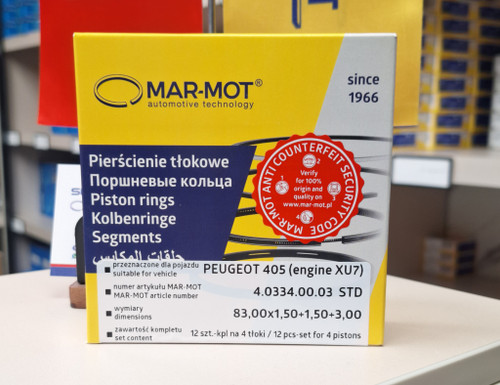 MAR-MOT®
automotive technology
since
1966
Pierścienie tłokowe
Поршневые кольца
Piston rings
Kolbenringe
Segments
حلقات المكابس
MAR-MOT ANTI COUNTERFEIT SECURITY CODE
Verify
for 100%
origin and
quality on
www.mar-mot.pl
przeznaczone dla pojazdu
suitable for vehicle
PEUGEOT 405 (engine XU7)
numer artykułu MAR-MOT
MAR-MOT article number
4.0334.00.03 STD
wymiary
dimensions
83,00x1,50+1,50+3,00
zawartość kompletu
set content
12 szt.-kpl na 4 tłoki / 12 pcs-set for 4 pistons